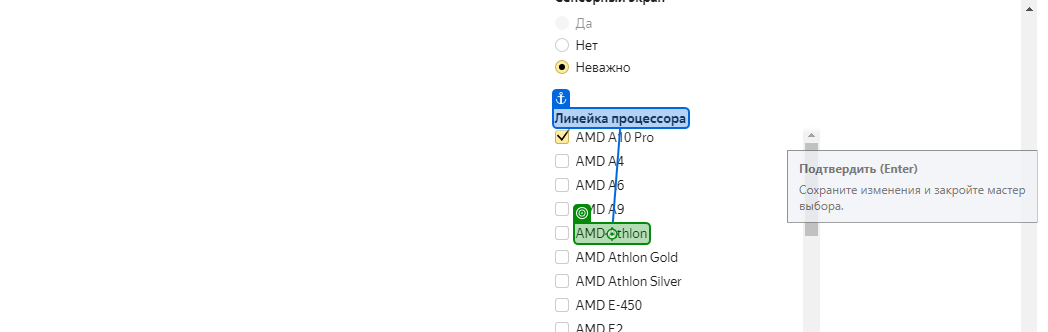 Сенсорный экран
Да
Нет
Неважно
Линейка процессора
AMD A10 Pro
AMD A4
AMD A6
AMD A9
AMD Athlon
AMD Athlon Gold
AMD Athlon Silver
AMD E-450
AMD E2
Подтвердить (Enter)
Сохраните изменения и закройте мастер
выбора.